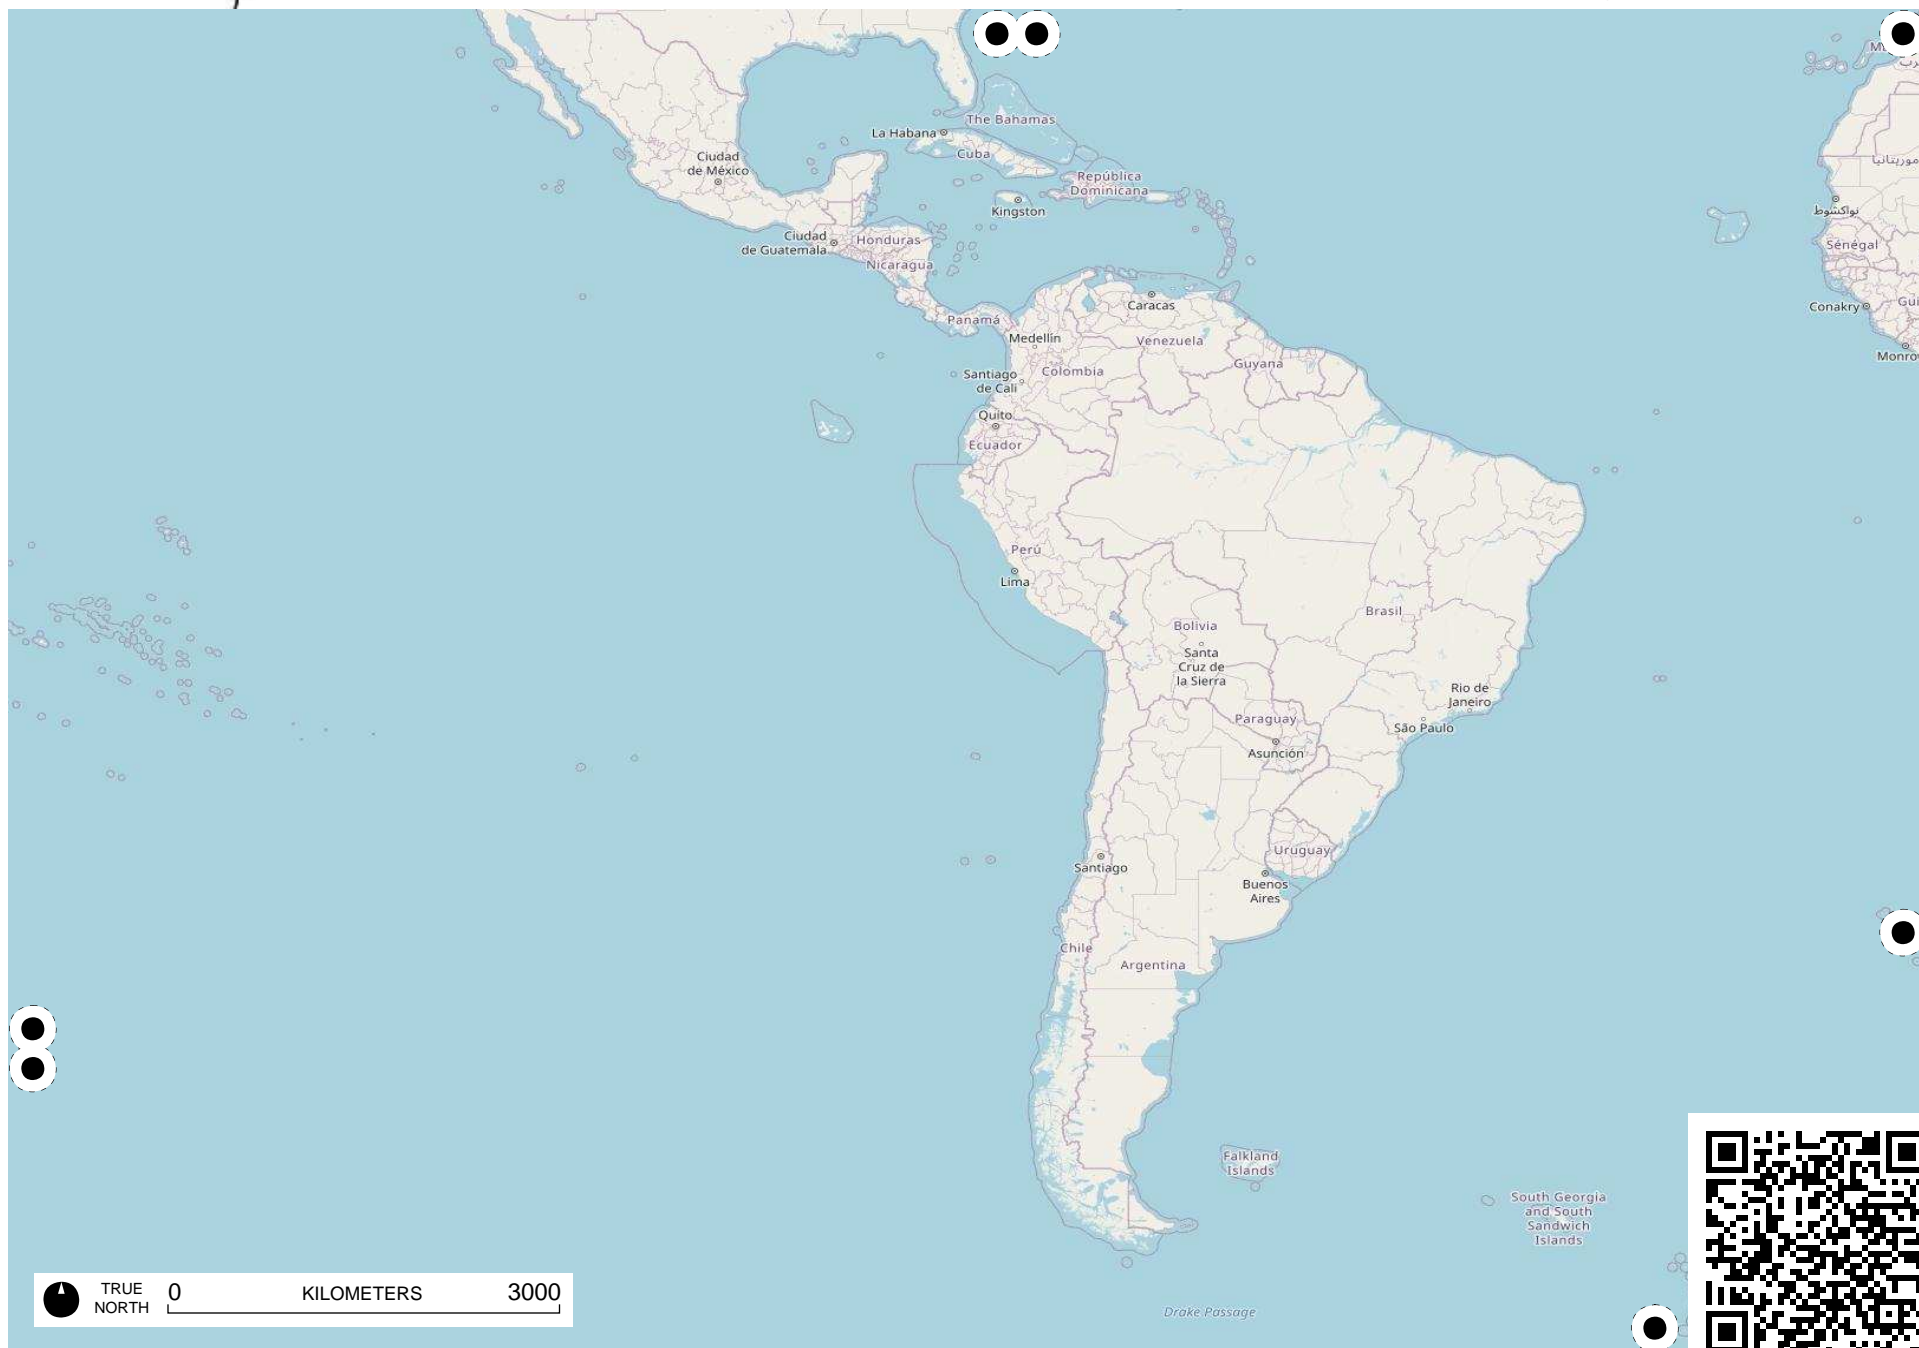 The Bahamas
La Habana
Cuba
Ciudad
de México
República
Dominicana
Kingston
موريتانيا
نواكشوط
Ciudad
de Guatemala
Honduras
Nicaragua
Sénégal
Caracas
Conakry
Panamá
Medellín
Venezuela
Guyana
Santiago
de Cali
Colombia
Quito
Ecuador
Perú
Lima
Brasil
Bolivia
Santa
Cruz de
la Sierra
Rio de
Janeiro
Paraguay
São Paulo
Asunción
Uruguay
Santiago
Buenos
Aires
Chile
Argentina
Falkland
Islands
South Georgia
and South
Sandwich
Islands
Drake Passage
TRUE
NORTH
0 KILOMETERS 3000